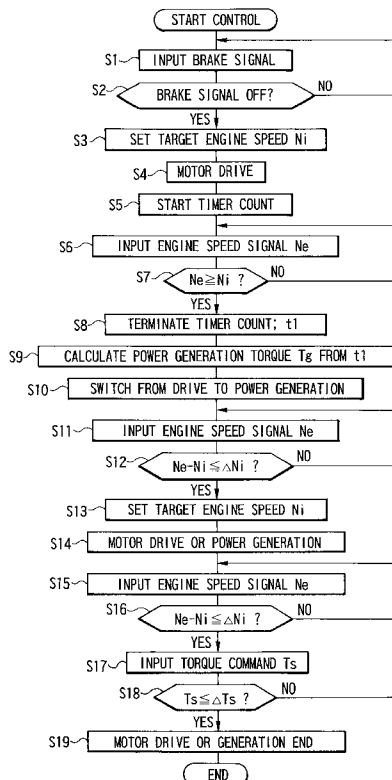 START CONTROL
S1 INPUT BRAKE SIGNAL
S2 BRAKE SIGNAL OFF? NO
YES
S3 SET TARGET ENGINE SPEED Ni
S4 MOTOR DRIVE
S5 START TIMER COUNT
S6 INPUT ENGINE SPEED SIGNAL Ne
S7 Ne≧Ni ? NO
YES
S8 TERMINATE TIMER COUNT; t1
S9 CALCULATE POWER GENERATION TORQUE Tg FROM t1
S10 SWITCH FROM DRIVE TO POWER GENERATION
S11 INPUT ENGINE SPEED SIGNAL Ne
S12 Ne-Ni≦△Ni ? NO
YES
S13 SET TARGET ENGINE SPEED Ni
S14 MOTOR DRIVE OR POWER GENERATION
S15 INPUT ENGINE SPEED SIGNAL Ne
S16 Ne-Ni≦△Ni ? NO
YES
S17 INPUT TORQUE COMMAND Ts
S18 Ts≦△Ts ? NO
YES
S19 MOTOR DRIVE OR GENERATION END
END